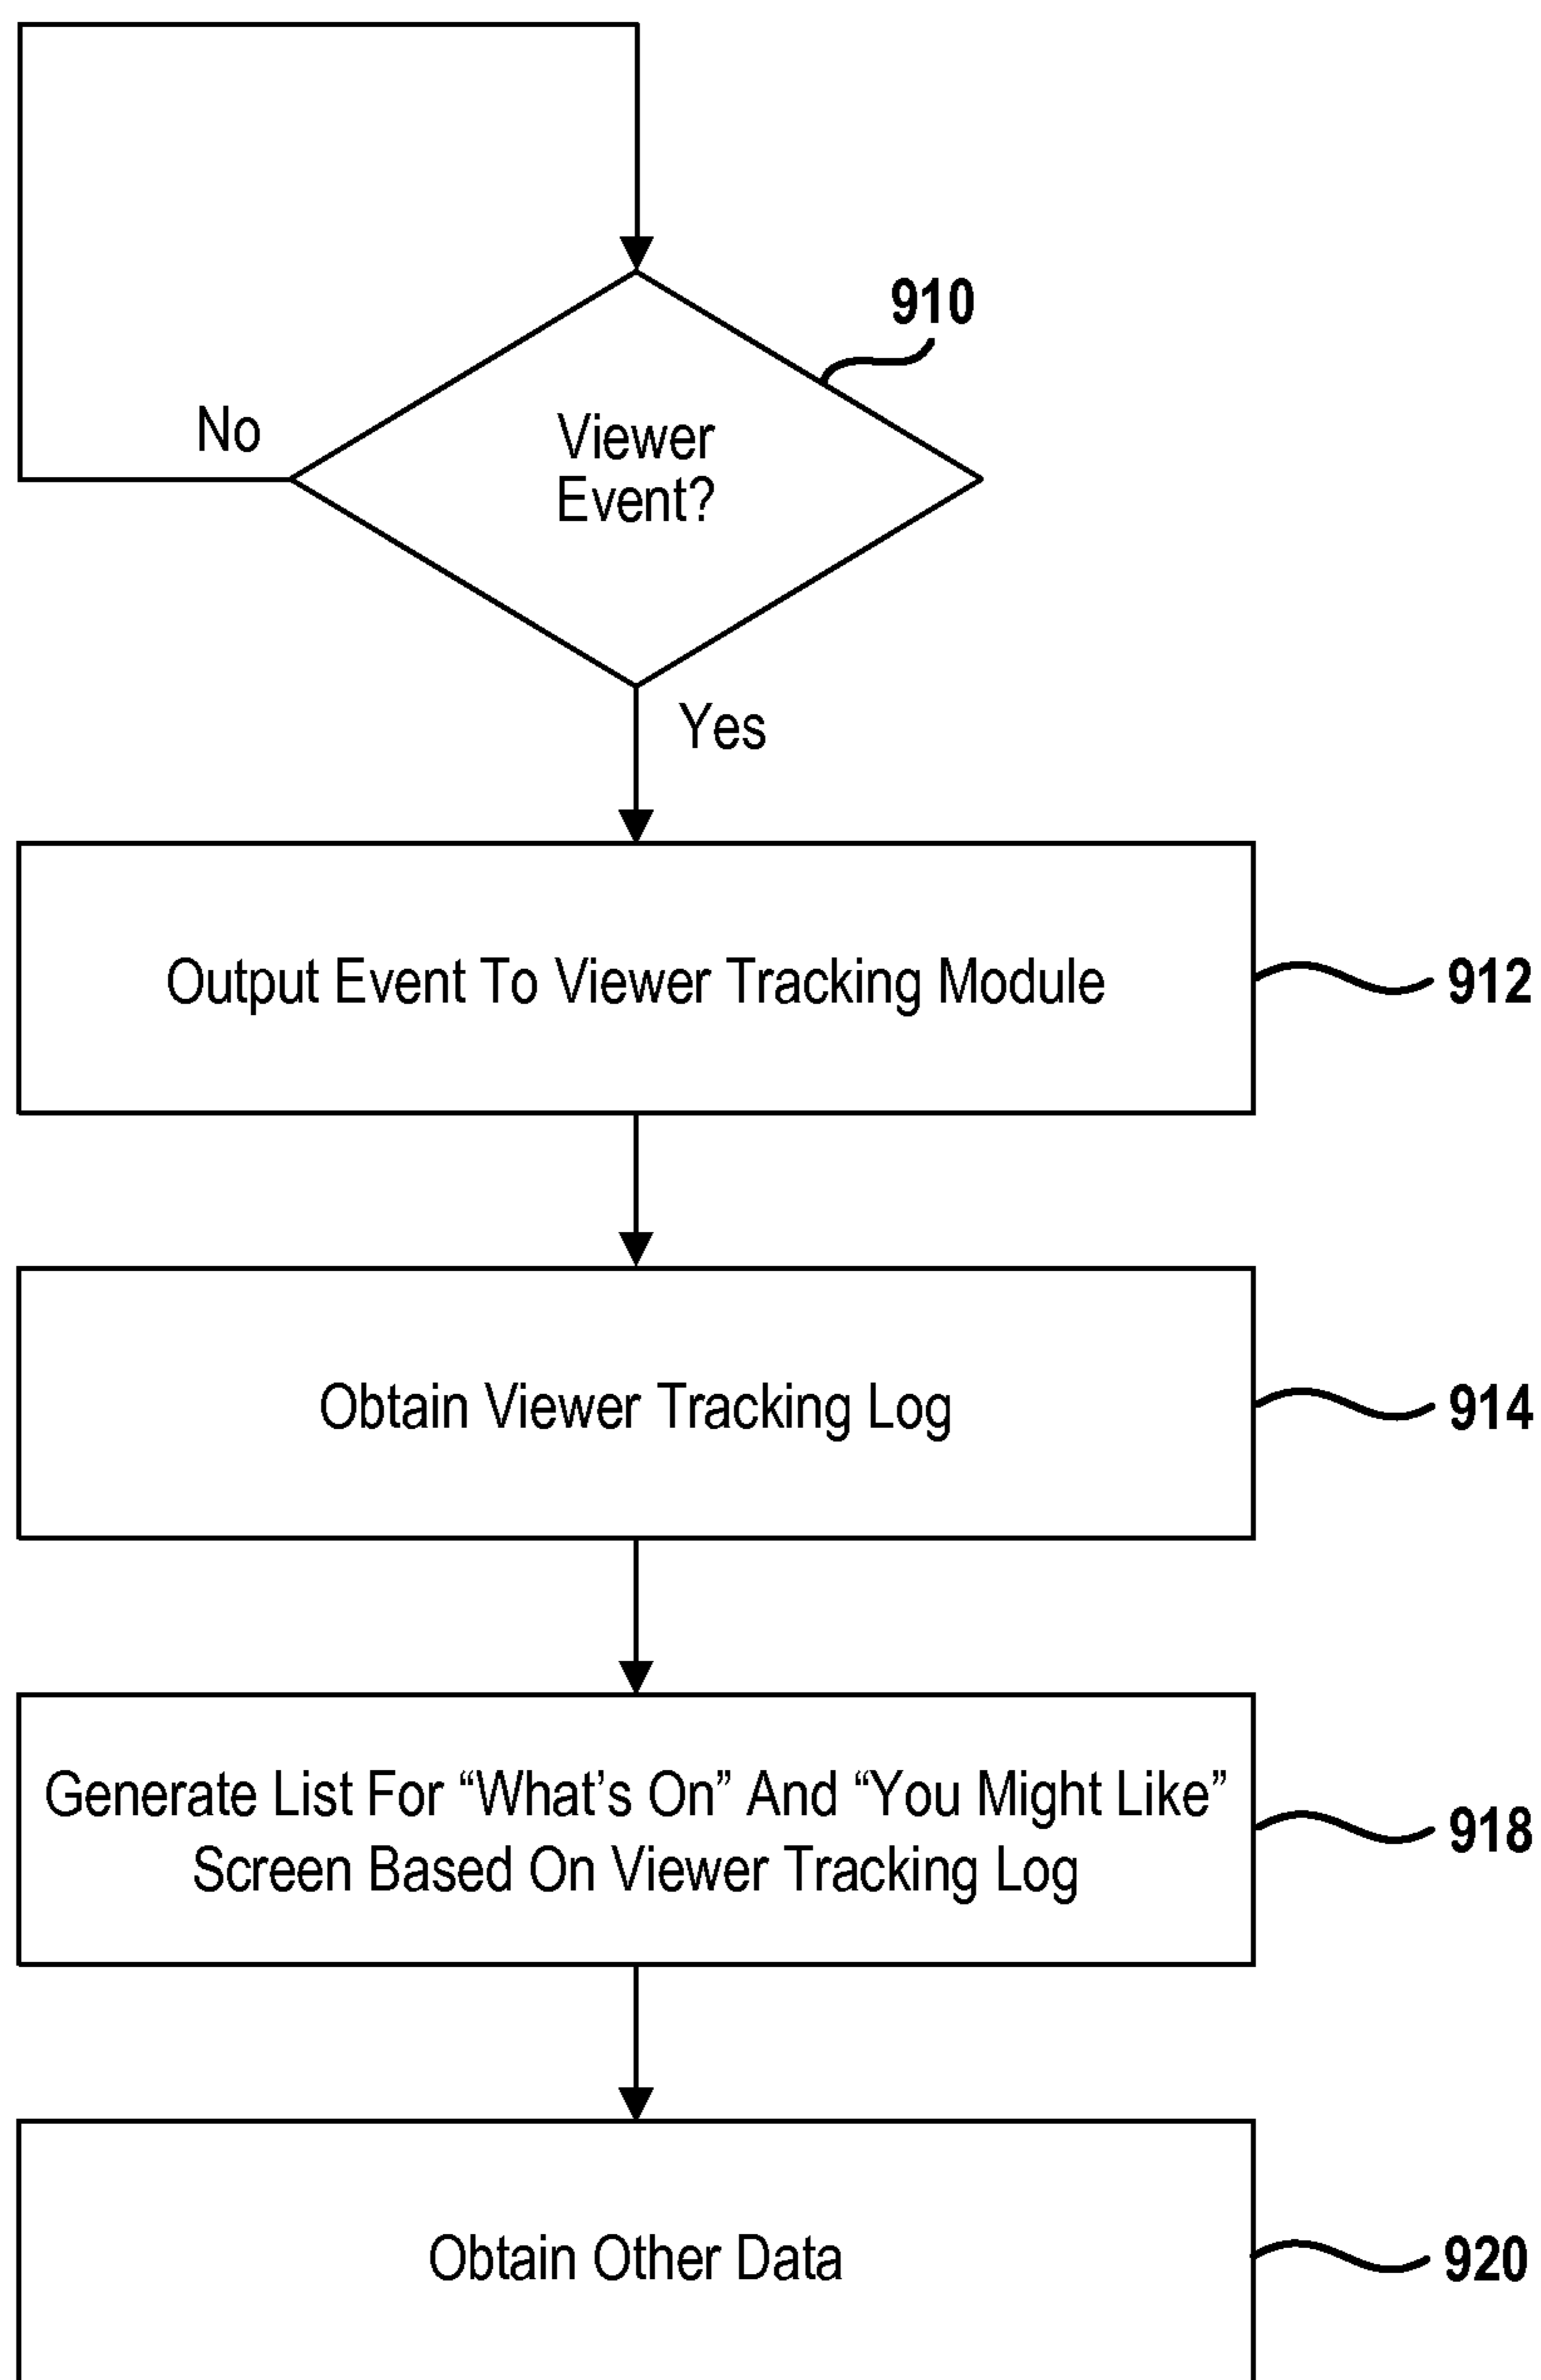 910
No
Viewer
Event?
Yes
Output Event To Viewer Tracking Module
912
Obtain Viewer Tracking Log
914
Generate List For “What’s On” And “You Might Like”
Screen Based On Viewer Tracking Log
918
Obtain Other Data
920